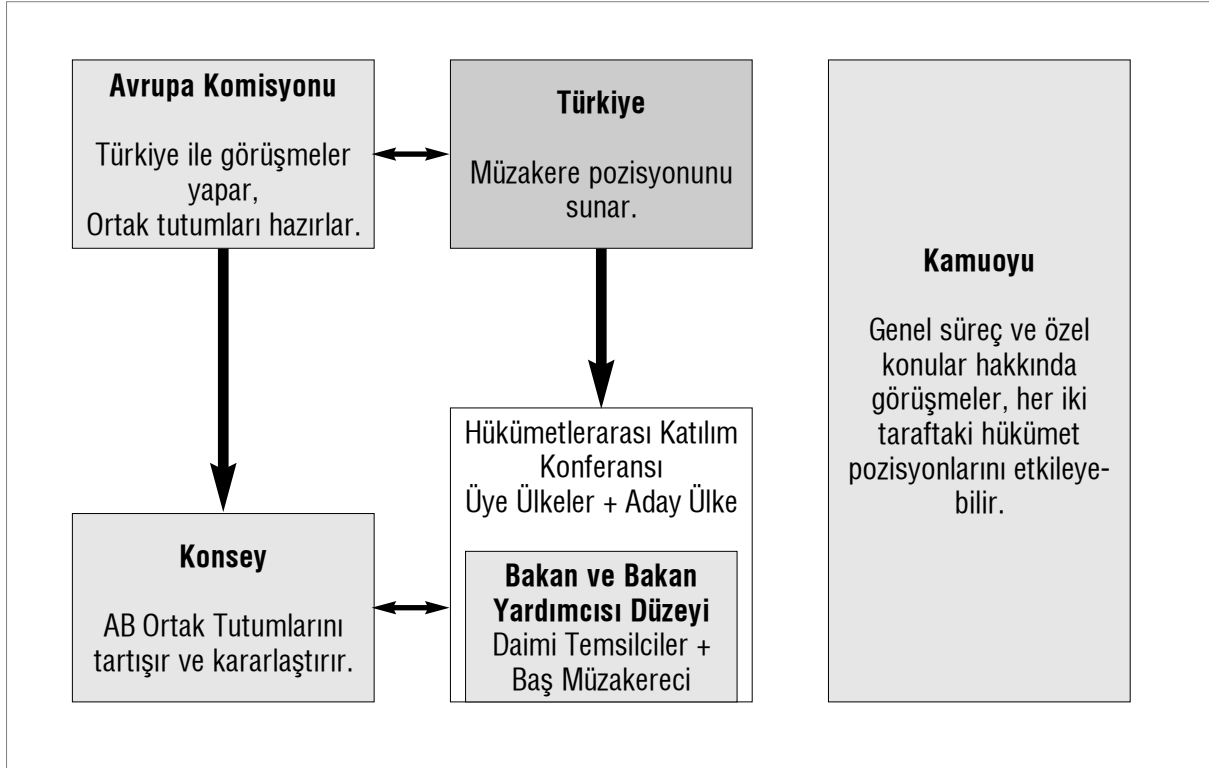 Avrupa Komisyonu
Türkiye ile görüşmeler
yapar,
Ortak tutumları hazırlar.
Türkiye
Müzakere pozisyonunu
sunar.
Konsey
AB Ortak Tutumlarını
tartışır ve kararlaştırır.
Hükümetlerarası Katılım
Konferansı
Üye Ülkeler + Aday Ülke
Bakan ve Bakan
Yardımcısı Düzeyi
Daimi Temsilciler +
Baş Müzakereci
Kamuoyu
Genel süreç ve özel
konular hakkında
görüşmeler, her iki
taraftaki hükümet
pozisyonlarını etkileye-
bilir.